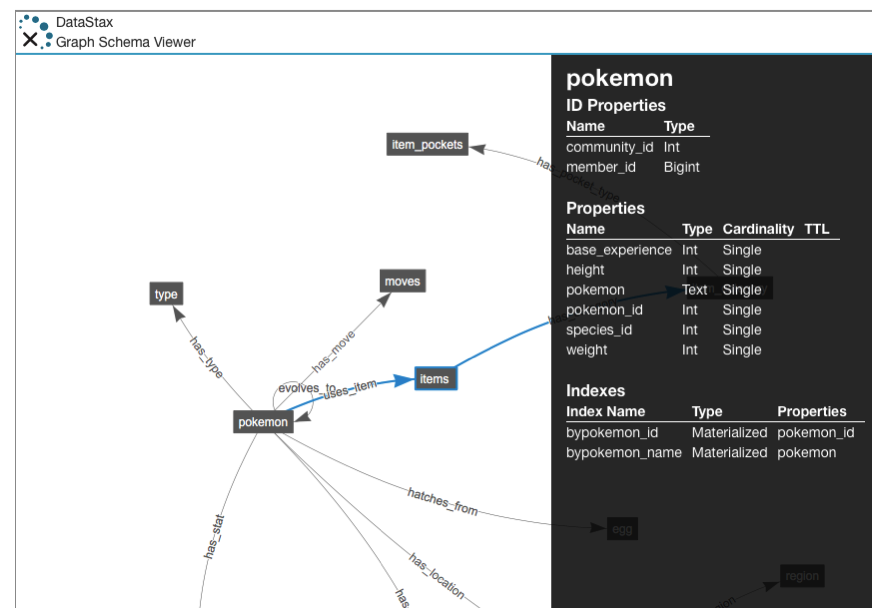 DataStax
Graph Schema Viewer
item_pockets
has_pocket_type
type
moves
has_type
has_move
evolves_to
uses_item
items
pokemon
hatches_from
has_stat
has_location
has_
egg
region
pokemon
ID Properties
Name Type
community_id Int
member_id Bigint
Properties
Name Type Cardinality TTL
base_experience Int Single
height Int Single
pokemon Text Single
pokemon_id Int Single
species_id Int Single
weight Int Single
Indexes
Index Name Type Properties
bypokemon_id Materialized pokemon_id
bypokemon_name Materialized pokemon